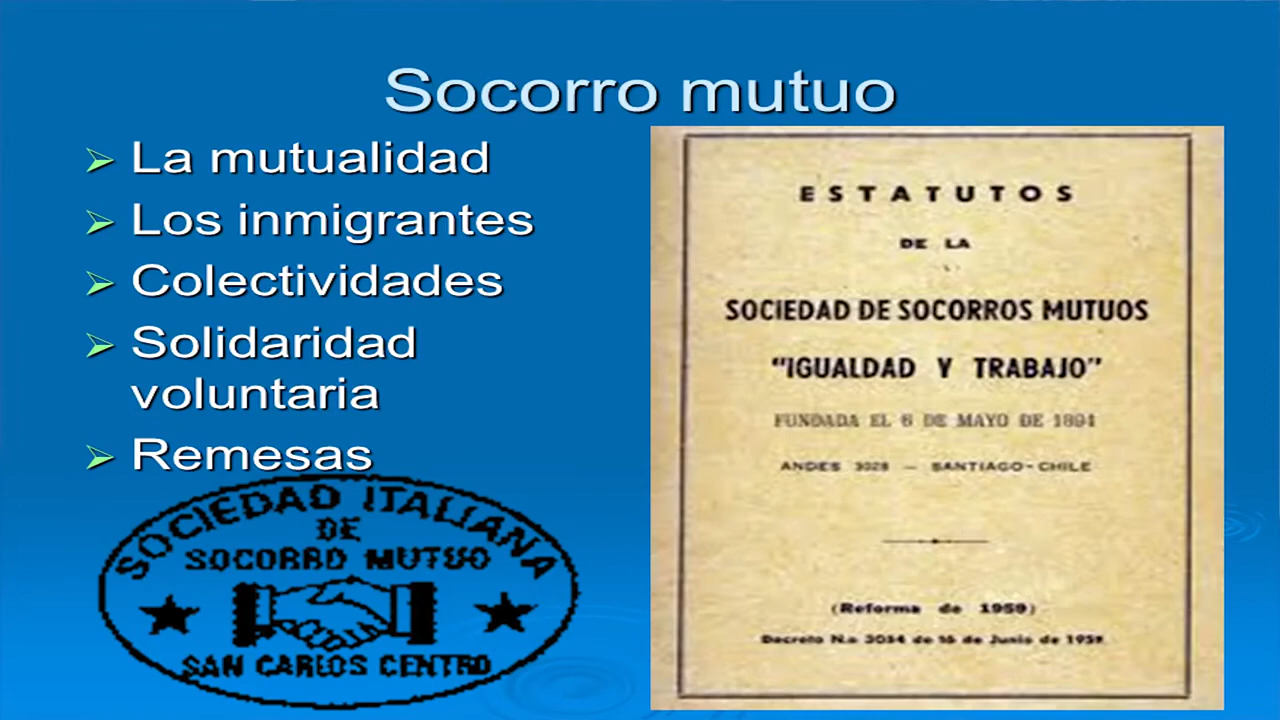 Socorro mutuo
La mutualidad
Los inmigrantes
Colectividades
Solidaridad
voluntaria
Remesas
SOCIEDAD ITALIANA
DE
SOCORRO MUTUO
SAN CARLOS CENTRO
ESTATUTOS
DE LA
SOCIEDAD DE SOCORROS MUTUOS
"IGUALDAD Y TRABAJO"
FUNDADA EL 6 DE MAYO DE 1894
ANDES 3028 — SANTIAGO-CHILE
(Reforma de 1959)
Decreto N.o 3054 de 16 de Junio de 1959.